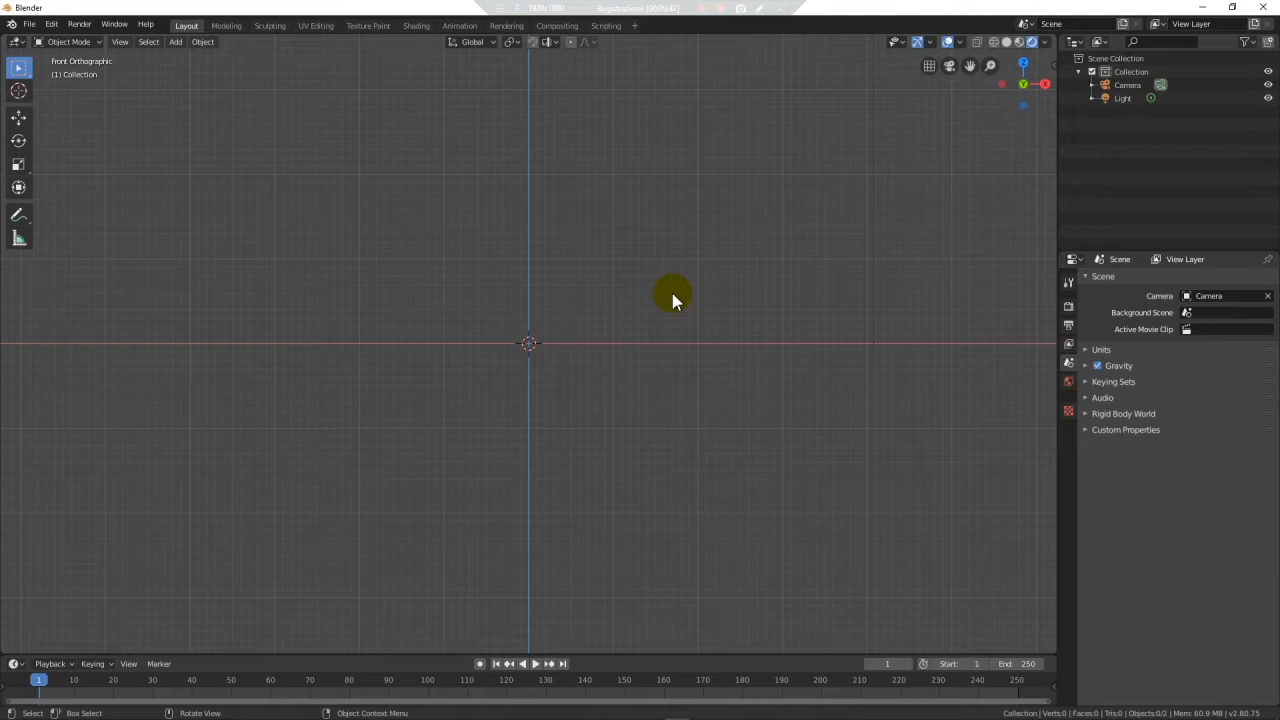 Blender
1920x1080
Registrazione [00:09:47]
File Edit Render Window Help
Layout Modeling Sculpting UV Editing Texture Paint Shading Animation Rendering Compositing Scripting +
Scene
View Layer
Object Mode View Select Add Object
Global
front Orthographic
(1) Collection
Z
Y
X
Scene Collection
Collection
Camera
Light
Scene View Layer
Scene
Camera Camera
Background Scene
Active Movie Clip
Units
Gravity
Keying Sets
Audio
Rigid Body World
Custom Properties
Playback Keying View Marker
1
Start: 1
End: 250
1 10 20 30 40 50 60 70 80 90 100 110 120 130 140 150 160 170 180 190 200 210 220 230 240 250
Select
Box Select
Rotate View
Object Context Menu
Collection | Verts:0 | Faces:0 | Tris:0 | Objects:0/2 | Mem: 60.9 MB | v2.80.75